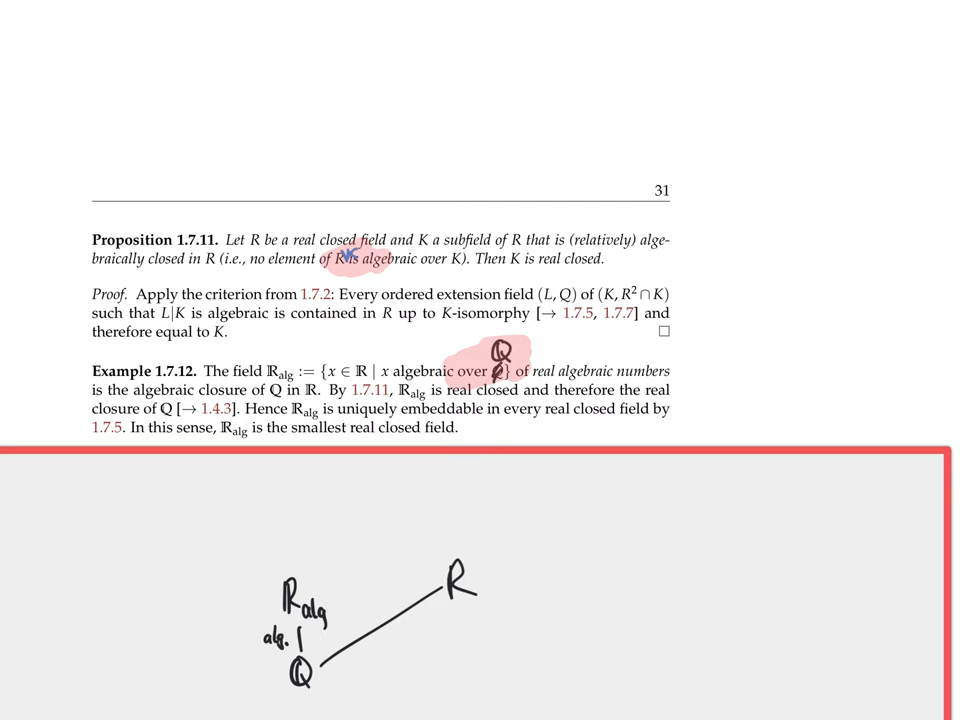 31
Proposition 1.7.11. Let R be a real closed field and K a subfield of R that is (relatively) alge-
braically closed in R (i.e., no element of R is algebraic over K). Then K is real closed.
Proof. Apply the criterion from 1.7.2: Every ordered extension field (L, Q) of (K, R² ∩ K)
such that L|K is algebraic is contained in R up to K-isomorphy [→ 1.7.5, 1.7.7] and
therefore equal to K. □
ℚ
Example 1.7.12. The field ℝalg := {x ∈ ℝ | x algebraic over } of real algebraic numbers
is the algebraic closure of ℚ in ℝ. By 1.7.11, ℝalg is real closed and therefore the real
closure of ℚ [→ 1.4.3]. Hence ℝalg is uniquely embeddable in every real closed field by
1.7.5. In this sense, ℝalg is the smallest real closed field.
R
ℝalg
alg.
ℚ